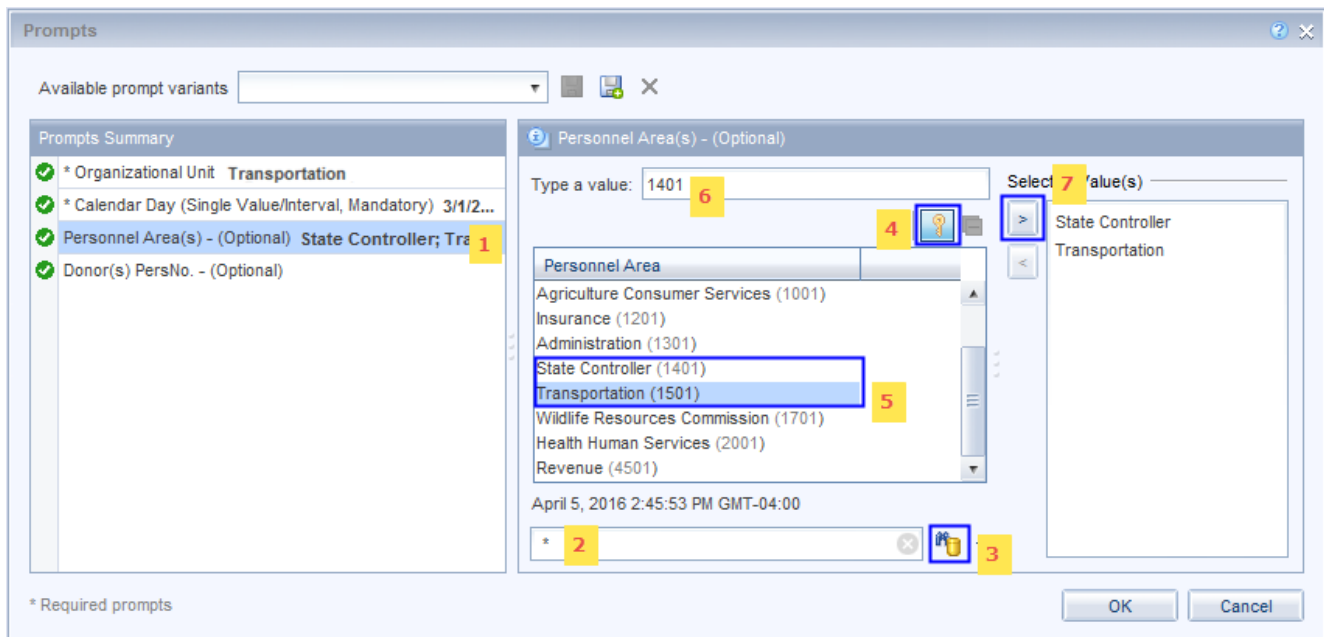 Prompts
Available prompt variants
Prompts Summary
* Organizational Unit Transportation
* Calendar Day (Single Value/Interval, Mandatory) 3/1/2...
Personnel Area(s) - (Optional) State Controller; Tra
1
Donor(s) PersNo. - (Optional)
Personnel Area(s) - (Optional)
Type a value: 1401
6
4
Personnel Area
Agriculture Consumer Services (1001)
Insurance (1201)
Administration (1301)
State Controller (1401)
Transportation (1501)
5
Wildlife Resources Commission (1701)
Health Human Services (2001)
Revenue (4501)
April 5, 2016 2:45:53 PM GMT-04:00
* 2
3
Select 7 Value(s)
>
<
State Controller
Transportation
* Required prompts
OK
Cancel